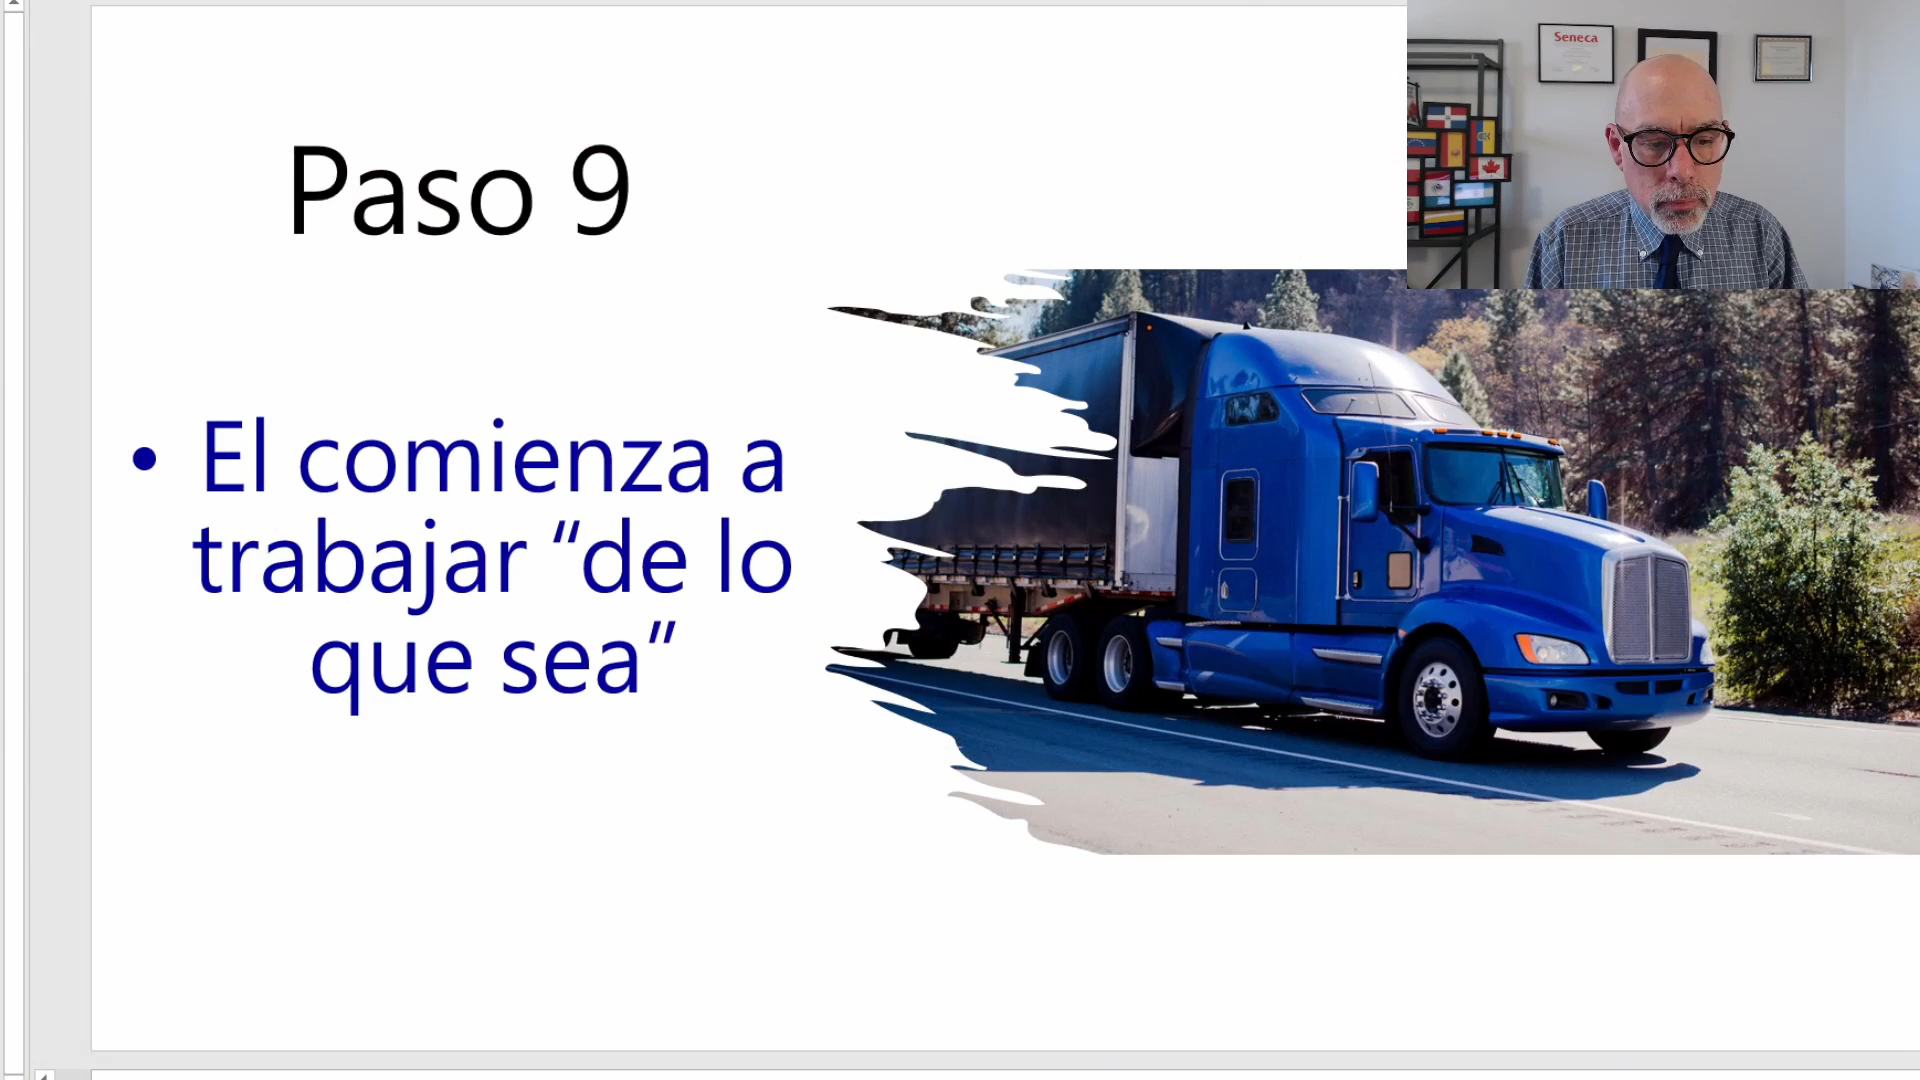 Paso 9
• El comienza a
trabajar “de lo
que sea”
Seneca